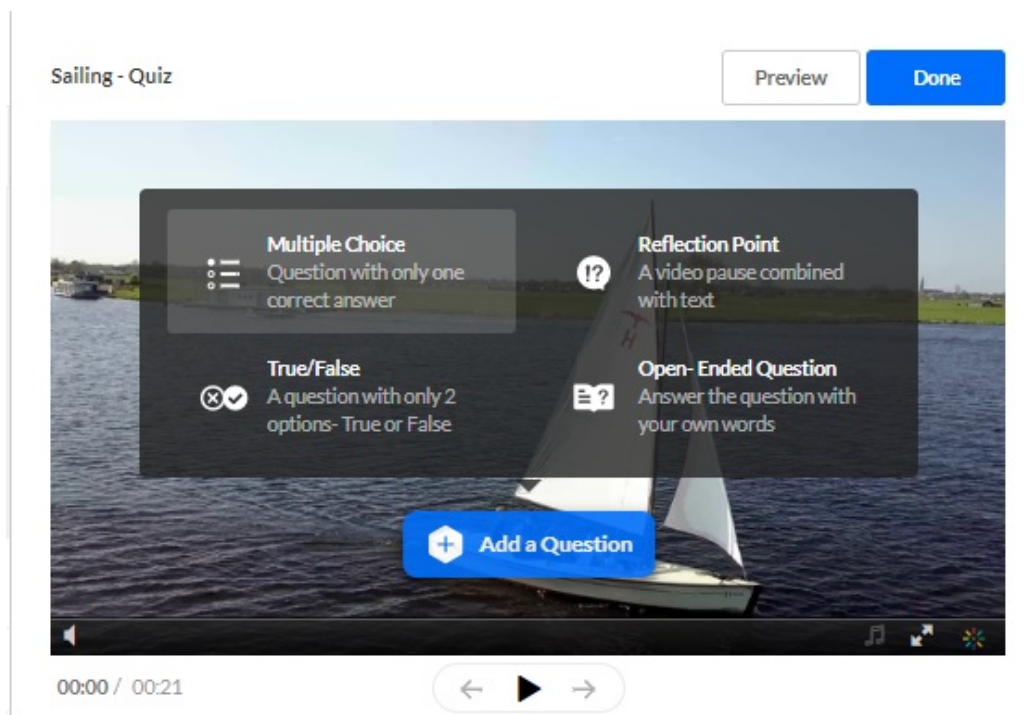 Sailing - Quiz
Preview
Done
Multiple Choice
Question with only one
correct answer
Reflection Point
A video pause combined
with text
True/False
A question with only 2
options- True or False
Open- Ended Question
Answer the question with
your own words
Add a Question
00:00 / 00:21